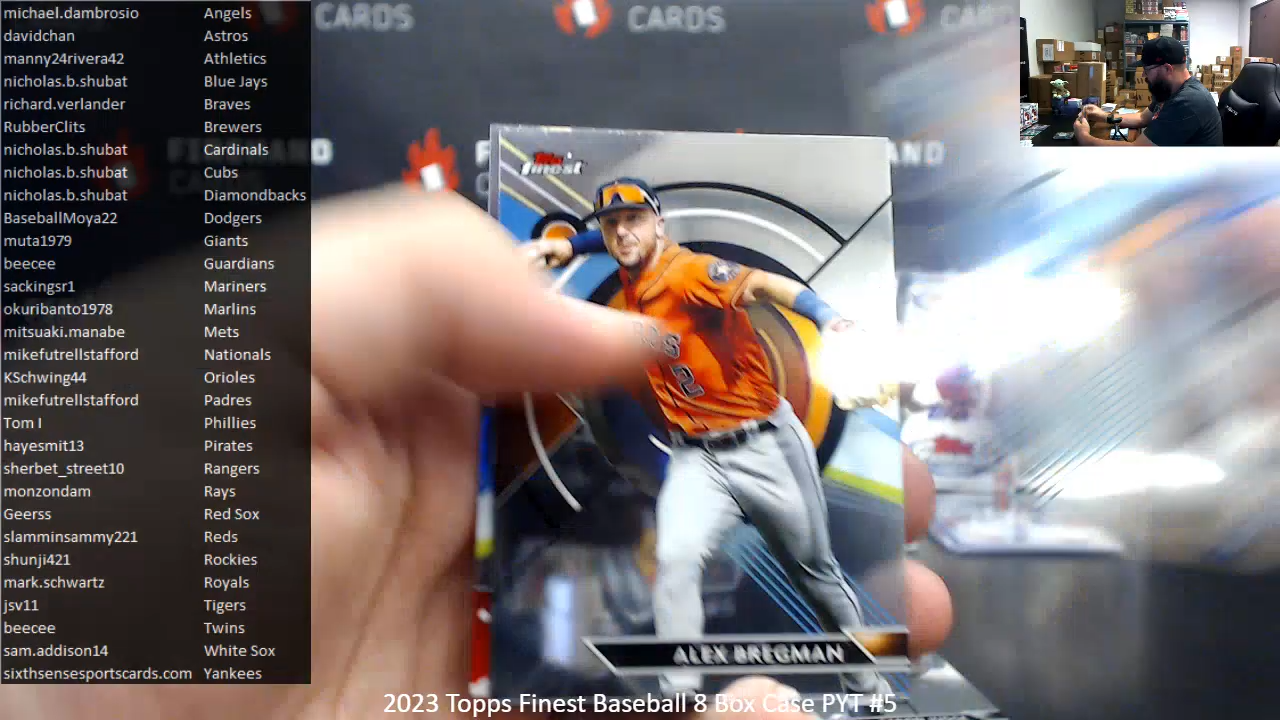 michael.dambrosio Angels
davidchan Astros
manny24rivera42 Athletics
nicholas.b.shubat Blue Jays
richard.verlander Braves
RubberClits Brewers
nicholas.b.shubat Cardinals
nicholas.b.shubat Cubs
nicholas.b.shubat Diamondbacks
BaseballMoya22 Dodgers
muta1979 Giants
beecee Guardians
sackingsr1 Mariners
okuribanto1978 Marlins
mitsuaki.manabe Mets
mikefutrellstafford Nationals
KSchwing44 Orioles
mikefutrellstafford Padres
Tom I Phillies
hayesmit13 Pirates
sherbet_street10 Rangers
monzondam Rays
Geerss Red Sox
slamminsammy221 Reds
shunji421 Rockies
mark.schwartz Royals
jsv11 Tigers
beecee Twins
sam.addison14 White Sox
sixthsensesportscards.com Yankees
CARDS
CARDS
Topps
finest
2
ALEX BREGMAN
2023 Topps Finest Baseball 8 Box Case PYT #5